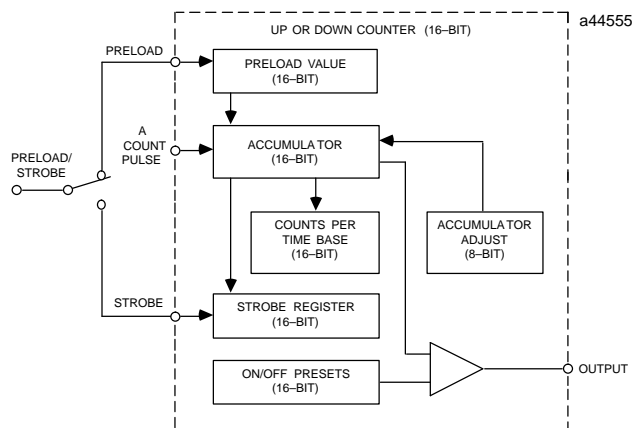 a44555
UP OR DOWN COUNTER (16–BIT)
PRELOAD
PRELOAD VALUE
(16–BIT)
A
COUNT
PULSE
ACCUMULATOR
(16–BIT)
PRELOAD/
STROBE
COUNTS PER
TIME BASE
(16–BIT)
ACCUMULATOR
ADJUST
(8–BIT)
STROBE
STROBE REGISTER
(16–BIT)
ON/OFF PRESETS
(16–BIT)
OUTPUT